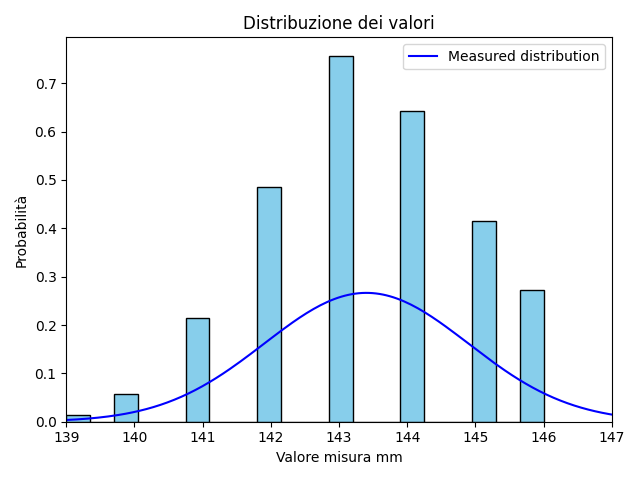 Distribuzione dei valori
Measured distribution
Probabilità
0.7
0.6
0.5
0.4
0.3
0.2
0.1
0.0
139 140 141 142 143 144 145 146 147
Valore misura mm